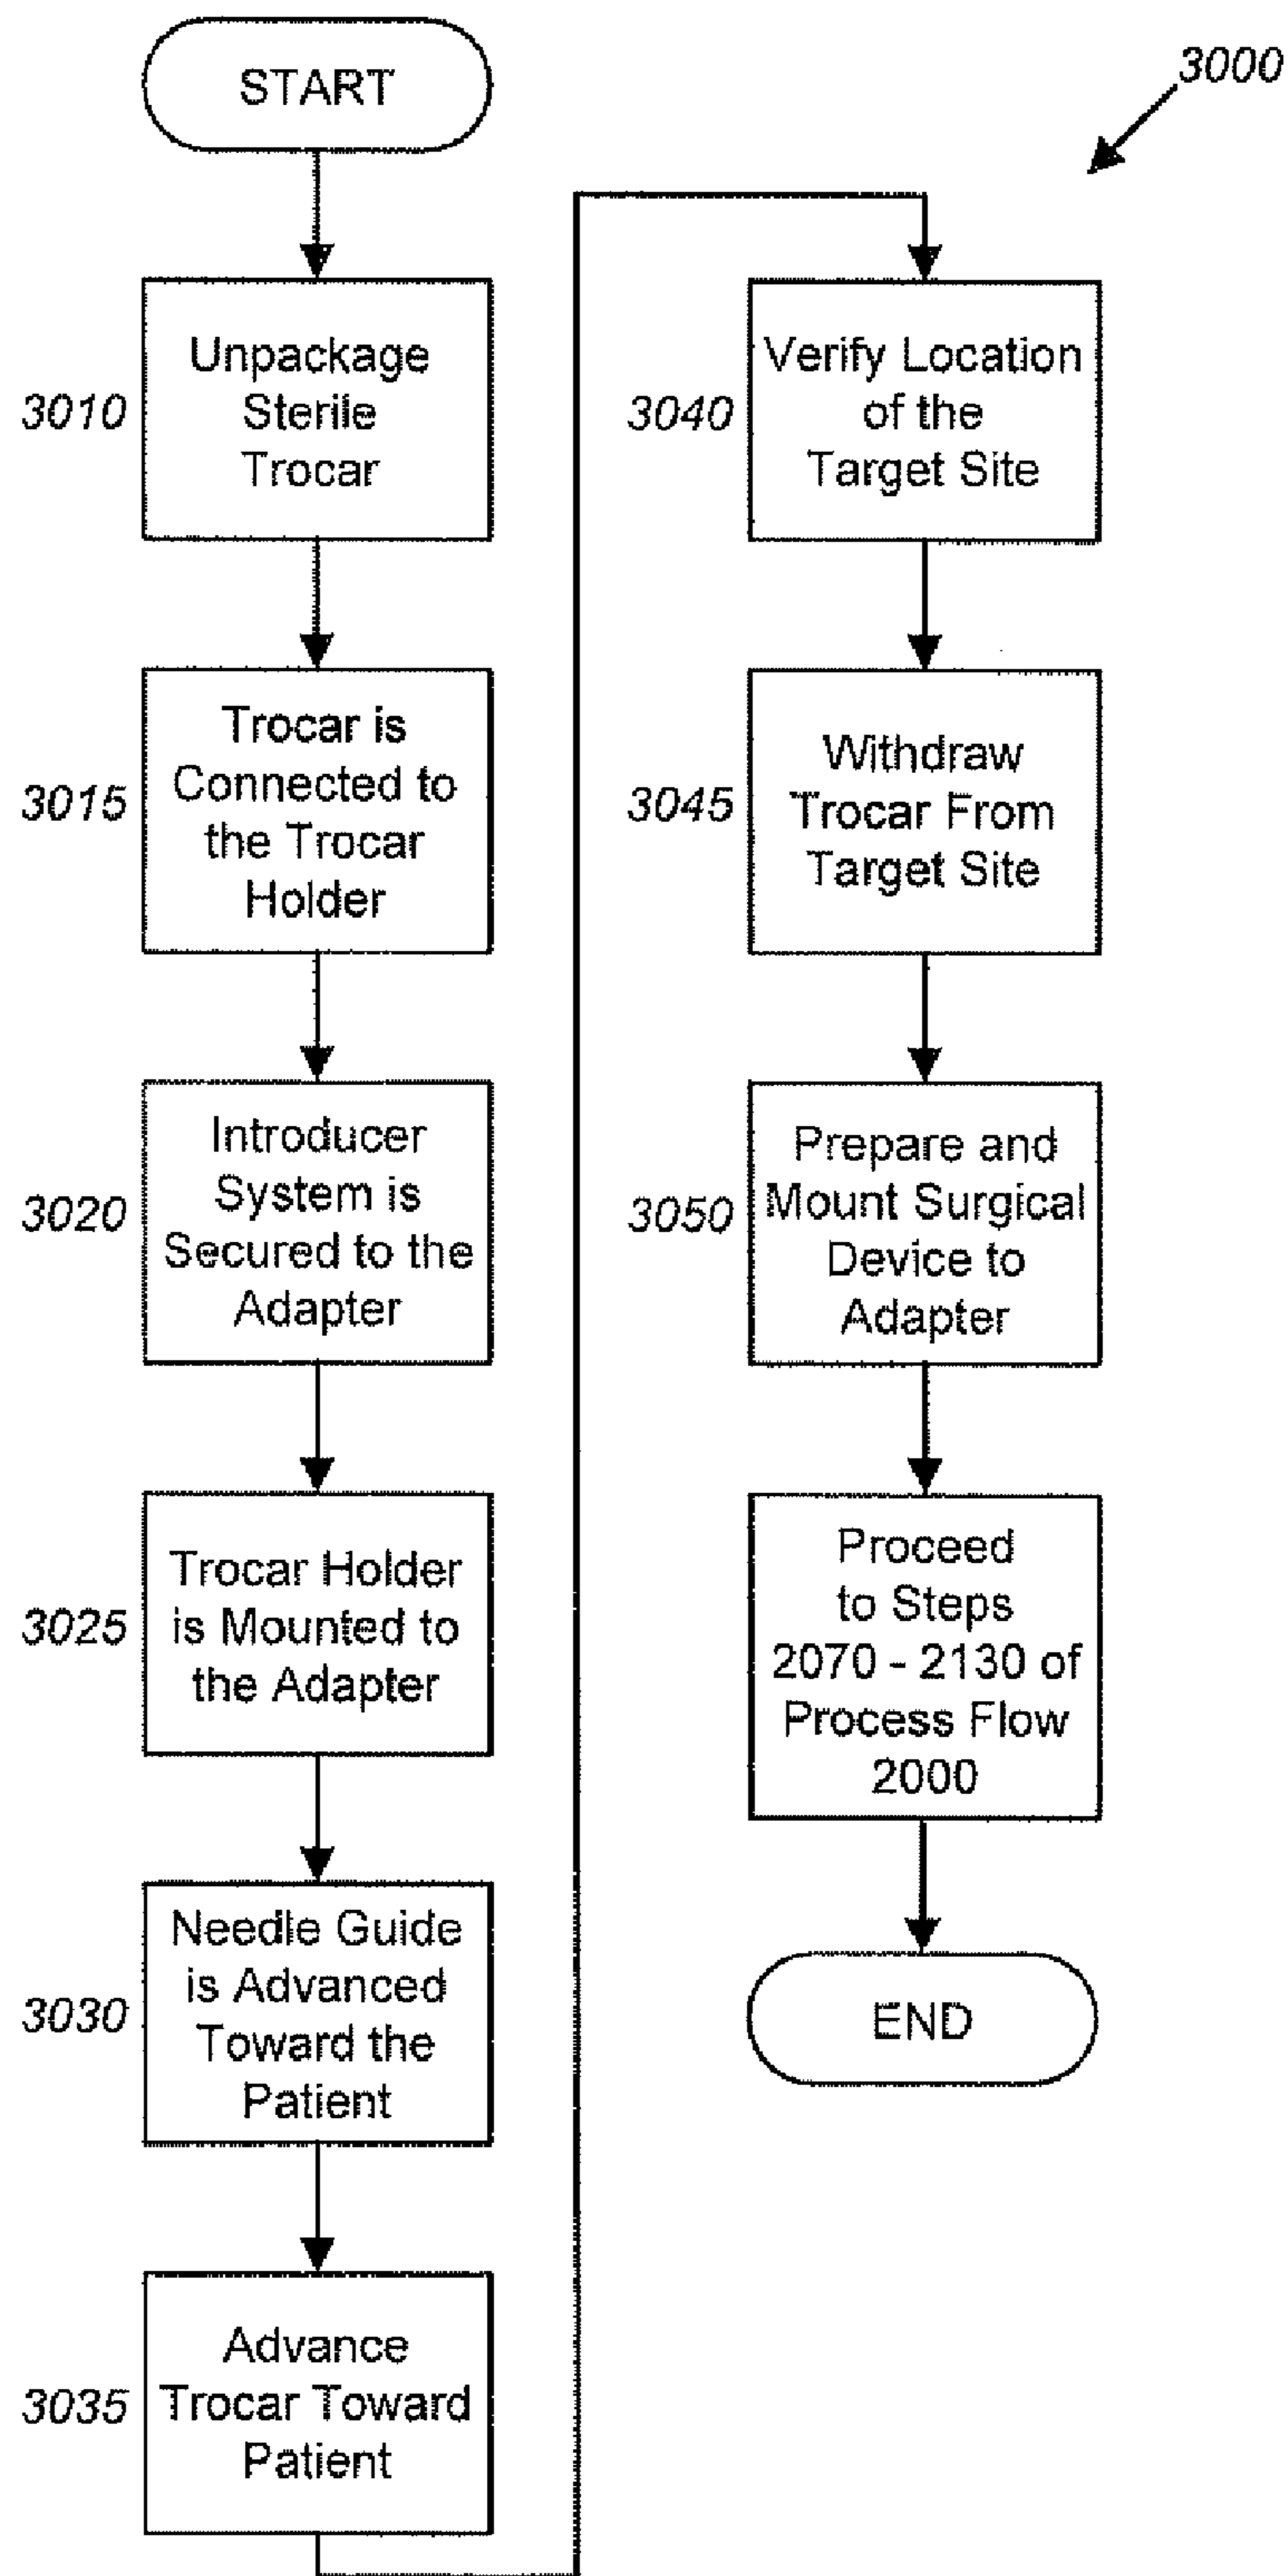 START
3000
3010
Unpackage
Sterile
Trocar
3015
Trocar is
Connected to
the Trocar
Holder
3020
Introducer
System is
Secured to the
Adapter
3025
Trocar Holder
is Mounted to
the Adapter
3030
Needle Guide
is Advanced
Toward the
Patient
3035
Advance
Trocar Toward
Patient
3040
Verify Location
of the
Target Site
3045
Withdraw
Trocar From
Target Site
3050
Prepare and
Mount Surgical
Device to
Adapter
Proceed
to Steps
2070 - 2130 of
Process Flow
2000
END